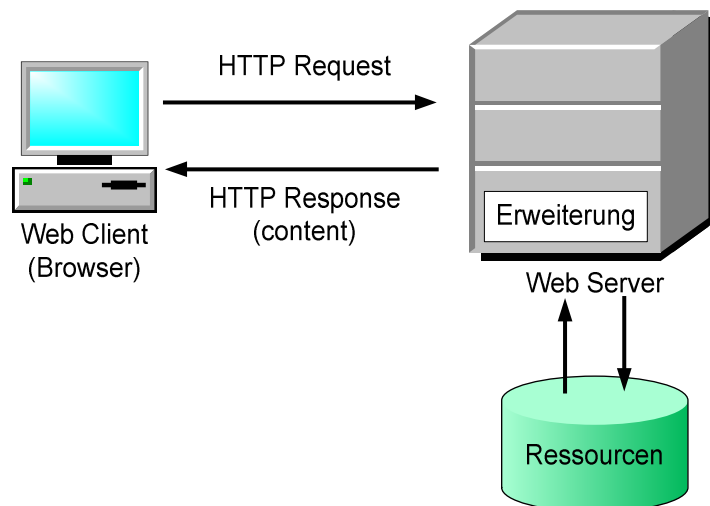 HTTP Request
HTTP Response
(content)
Web Client
(Browser)
Erweiterung
Web Server
Ressourcen